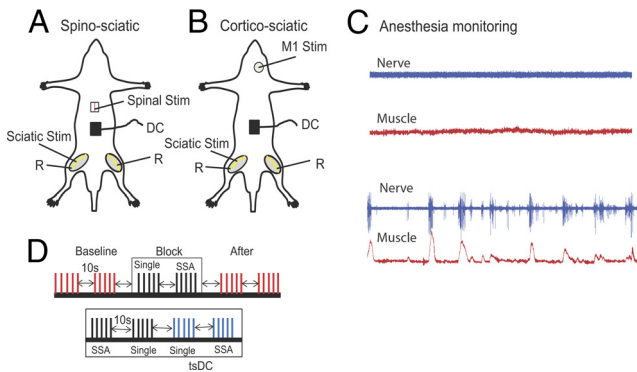 A Spino-sciatic
B Cortico-sciatic
C Anesthesia monitoring
M1 Stim
Spinal Stim
DC
DC
Sciatic Stim
R
R
Sciatic Stim
R
R
Nerve
Muscle
Nerve
Muscle
D
Baseline
Block
After
10s
Single
SSA
10s
SSA
Single
Single
SSA
tsDC